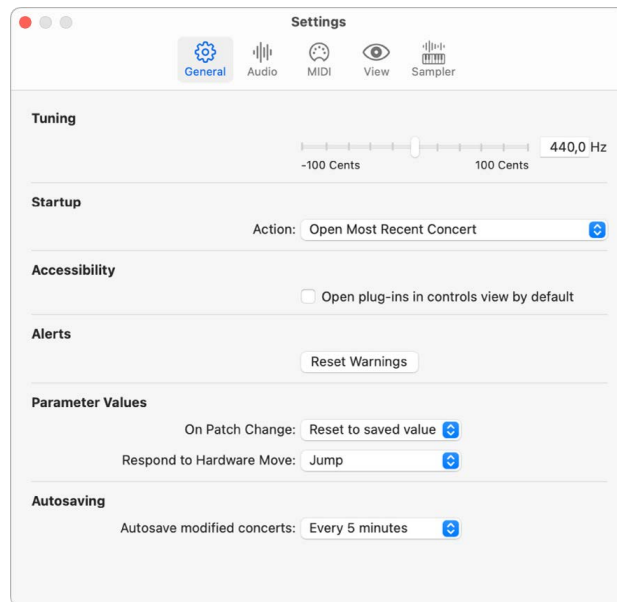 Settings
General Audio MIDI View Sampler
Tuning
440,0 Hz
-100 Cents 100 Cents
Startup
Action: Open Most Recent Concert
Accessibility
Open plug-ins in controls view by default
Alerts
Reset Warnings
Parameter Values
On Patch Change: Reset to saved value
Respond to Hardware Move: Jump
Autosaving
Autosave modified concerts: Every 5 minutes